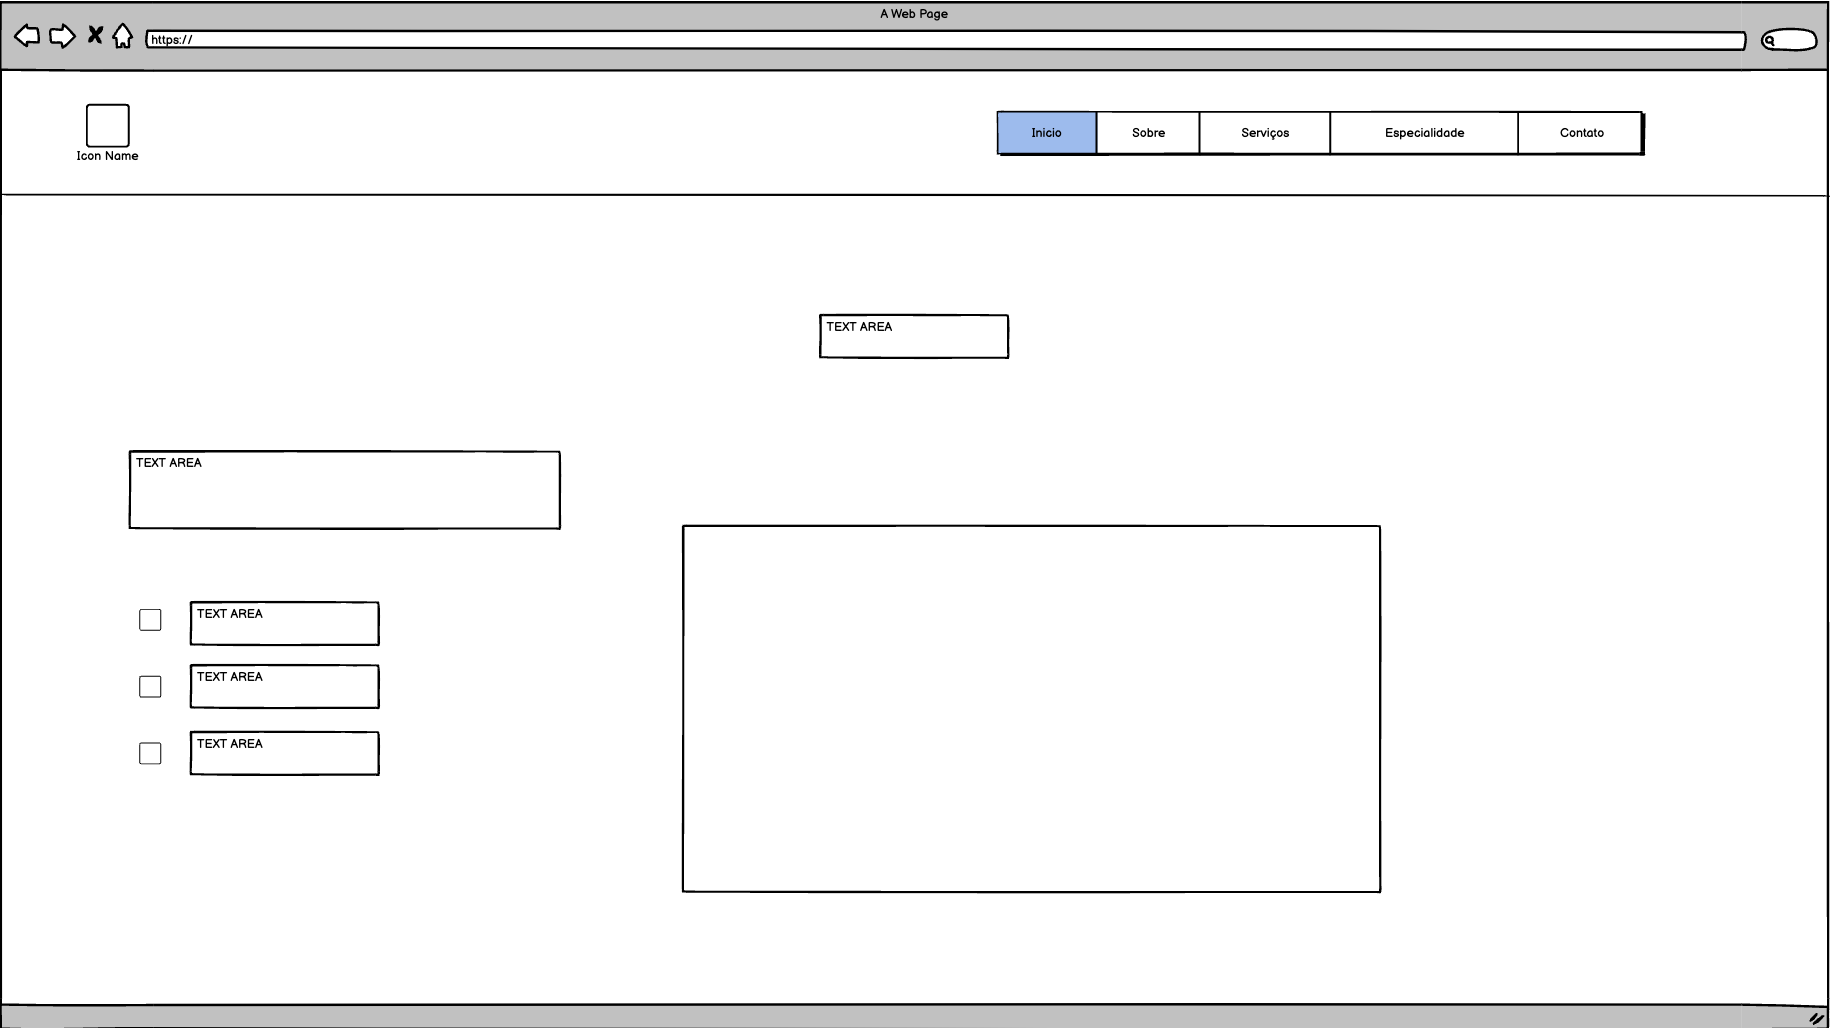 A Web Page
https://
Icon Name
Inicio
Sobre
Serviços
Especialidade
Contato
TEXT AREA
TEXT AREA
TEXT AREA
TEXT AREA
TEXT AREA